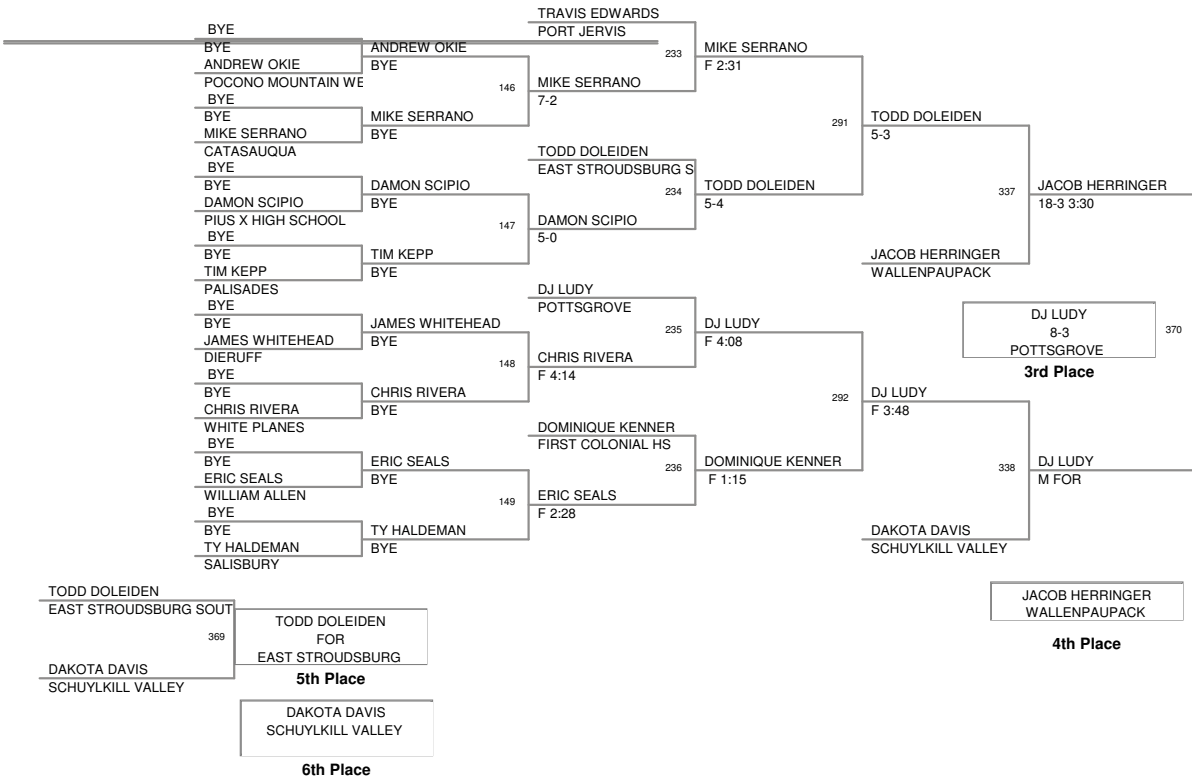 BYE
BYE
ANDREW OKIE
POCONO MOUNTAIN WE
BYE
BYE
MIKE SERRANO
CATASAUQUA
BYE
BYE
DAMON SCIPIO
PIUS X HIGH SCHOOL
BYE
BYE
TIM KEPP
PALISADES
BYE
BYE
JAMES WHITEHEAD
DIERUFF
BYE
BYE
CHRIS RIVERA
WHITE PLANES
BYE
BYE
ERIC SEALS
WILLIAM ALLEN
BYE
BYE
TY HALDEMAN
SALISBURY
ANDREW OKIE
BYE
146
MIKE SERRANO
BYE
DAMON SCIPIO
BYE
147
TIM KEPP
BYE
JAMES WHITEHEAD
BYE
148
CHRIS RIVERA
BYE
ERIC SEALS
BYE
149
TY HALDEMAN
BYE
TRAVIS EDWARDS
PORT JERVIS
233
MIKE SERRANO
7-2
TODD DOLEIDEN
EAST STROUDSBURG S
234
DAMON SCIPIO
5-0
DJ LUDY
POTTSGROVE
235
CHRIS RIVERA
F 4:14
DOMINIQUE KENNER
FIRST COLONIAL HS
236
ERIC SEALS
F 2:28
MIKE SERRANO
F 2:31
291
TODD DOLEIDEN
5-4
DJ LUDY
F 4:08
292
DOMINIQUE KENNER
F 1:15
TODD DOLEIDEN
5-3
337
JACOB HERRINGER
WALLENPAUPACK
DJ LUDY
F 3:48
338
DAKOTA DAVIS
SCHUYLKILL VALLEY
JACOB HERRINGER
18-3 3:30
DJ LUDY
8-3
POTTSGROVE
370
3rd Place
DJ LUDY
M FOR
JACOB HERRINGER
WALLENPAUPACK
4th Place
TODD DOLEIDEN
EAST STROUDSBURG SOUT
369
DAKOTA DAVIS
SCHUYLKILL VALLEY
TODD DOLEIDEN
FOR
EAST STROUDSBURG
5th Place
DAKOTA DAVIS
SCHUYLKILL VALLEY
6th Place